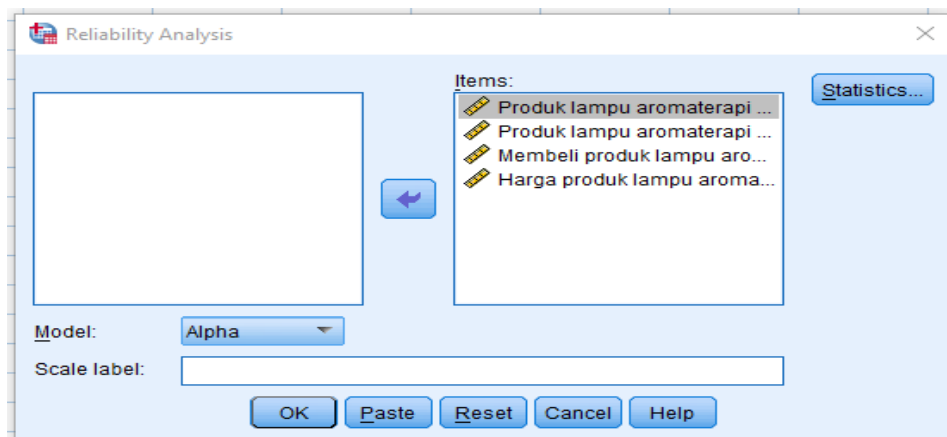 Reliability Analysis
Items:
Statistics...
Produk lampu aromaterapi ...
Produk lampu aromaterapi ...
Membeli produk lampu aro...
Harga produk lampu aroma...
Model: Alpha
Scale label:
OK Paste Reset Cancel Help